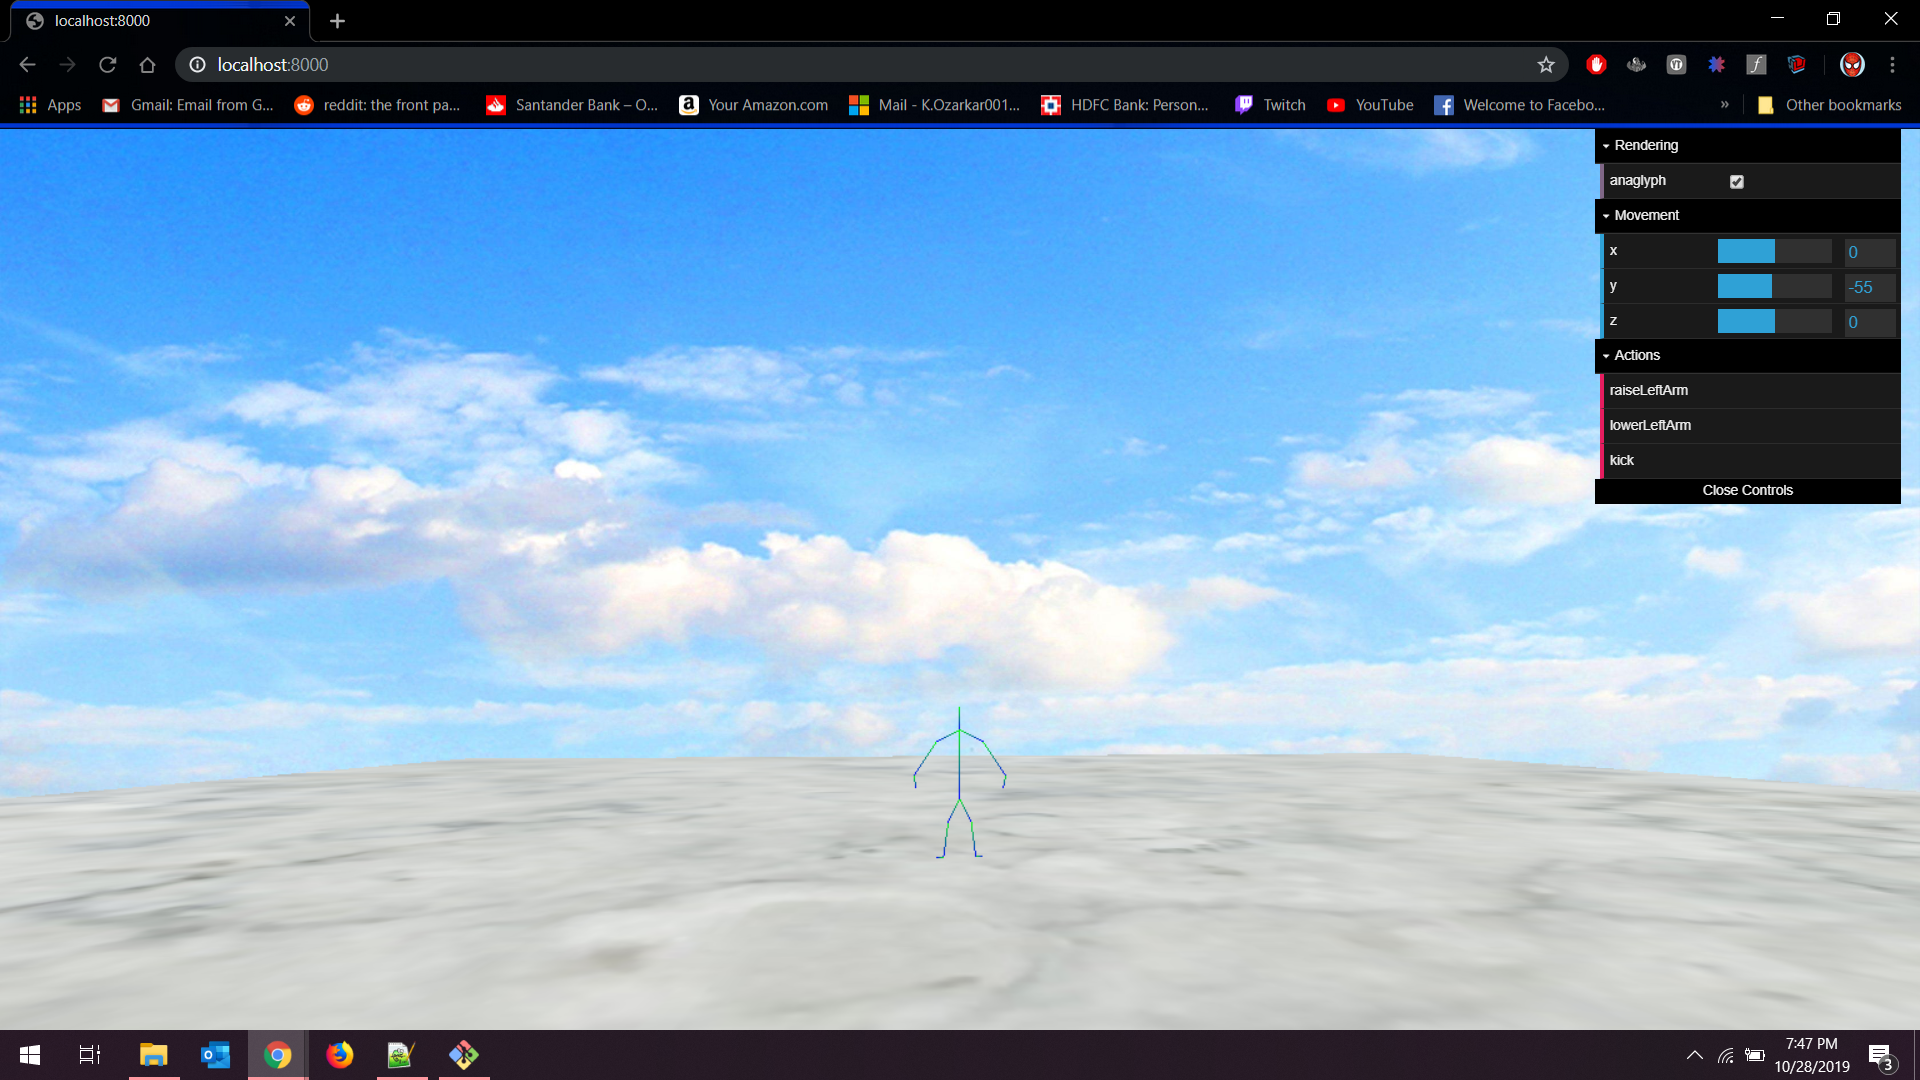 localhost:8000
localhost:8000
Apps Gmail: Email from G... reddit: the front pa... Santander Bank – O... Your Amazon.com Mail - K.Ozarkar001... HDFC Bank: Person... Twitch YouTube Welcome to Facebo... » Other bookmarks
Rendering
anaglyph
Movement
x 0
y -55
z 0
Actions
raiseLeftArm
lowerLeftArm
kick
Close Controls
7:47 PM
10/28/2019
3